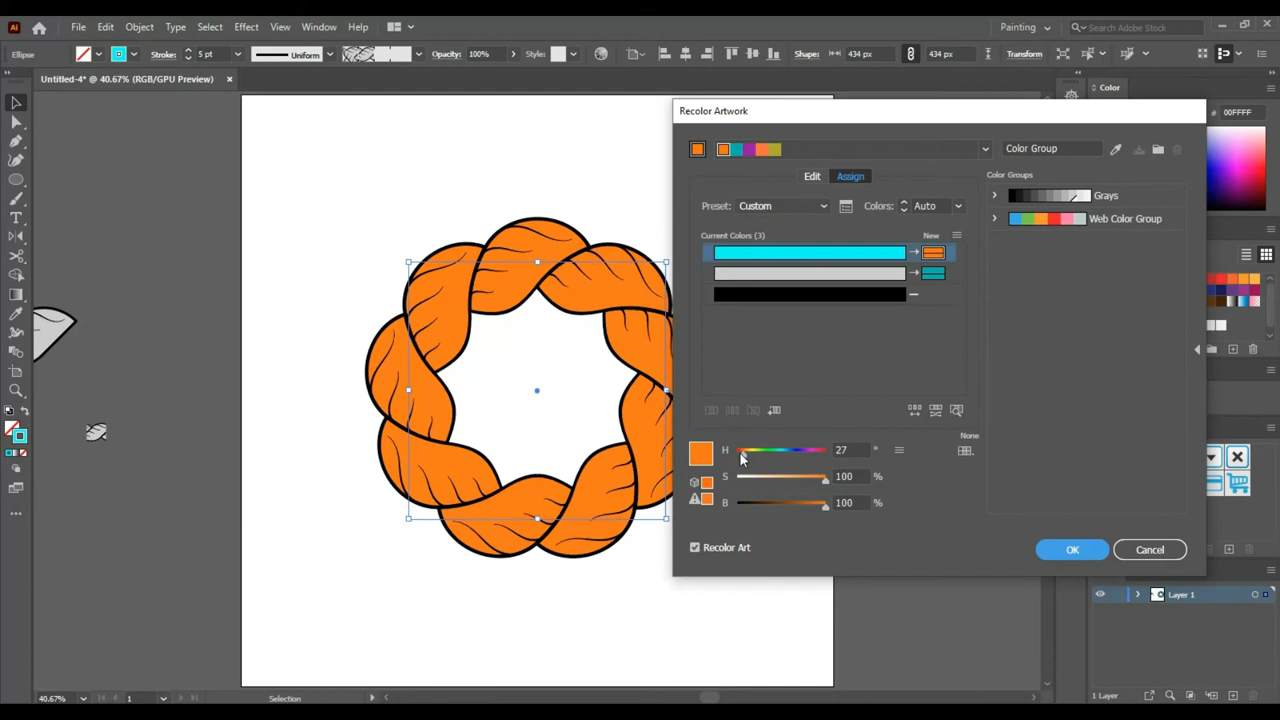 Ai File Edit Object Type Select Effect View Window Help Painting Search Adobe Stock
Ellipse Stroke: 5 pt Uniform Opacity: 100% Style: Shape: 434 px 434 px Transform
Untitled-4* @ 40.67% (RGB/GPU Preview) × Color
Recolor Artwork
# 00FFFF
Color Group
Edit Assign
Color Groups
Preset: Custom Colors: Auto
Grays
Web Color Group
Current Colors (3) New
None
H 27 °
S 100 %
B 100 %
Recolor Art
OK Cancel
Layer 1
40.67% 1 Selection 1 Layer